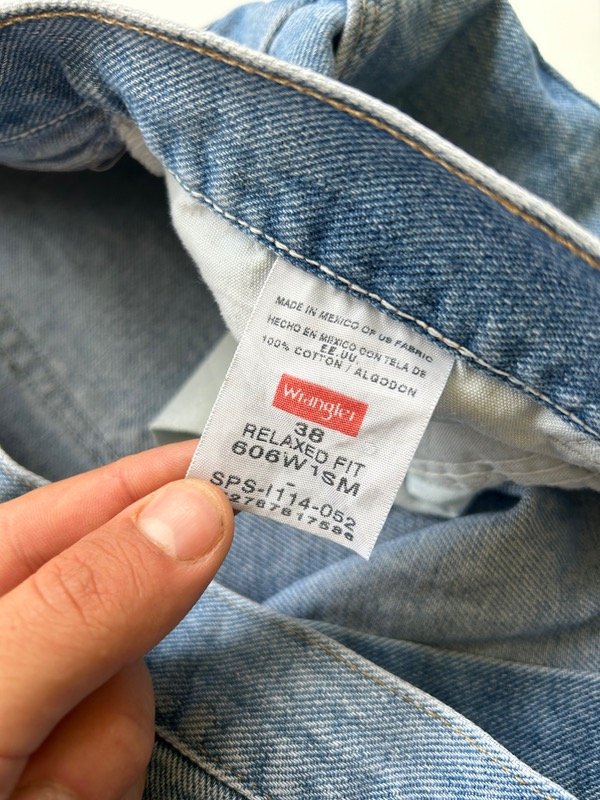 MADE IN MEXICO OF US FABRIC
HECHO EN MEXICO CON TELA DE
EE.UU.
100% COTTON / ALGODON
Wrangler
38
RELAXED FIT
606W1SM
-
SPS-1114-052